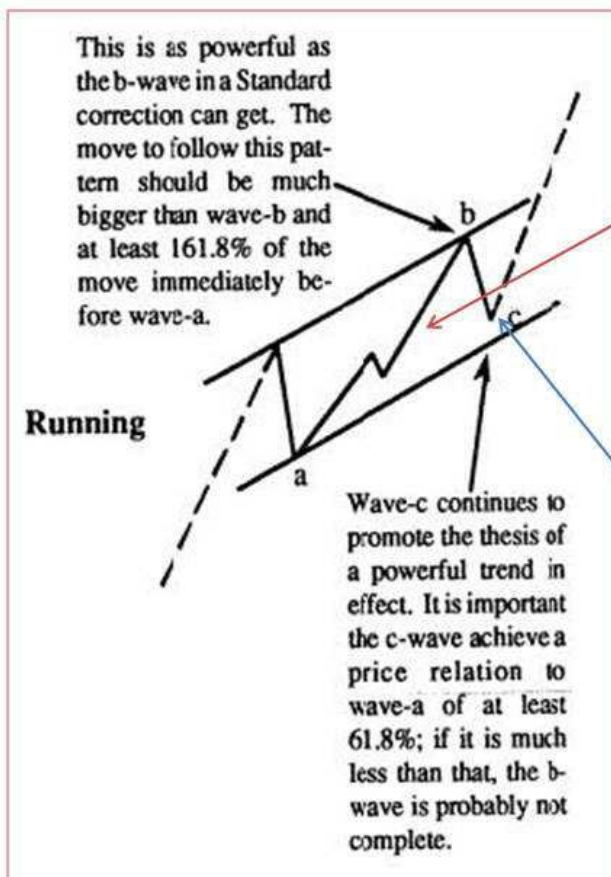 This is as powerful as
the b-wave in a Standard
correction can get. The
move to follow this pat-
tern should be much
bigger than wave-b and
at least 161.8% of the
move immediately be-
fore wave-a.
b
c
Running
a
Wave-c continues to
promote the thesis of
a powerful trend in
effect. It is important
the c-wave achieve a
price relation to
wave-a of at least
61.8%; if it is much
less than that, the b-
wave is probably not
complete.